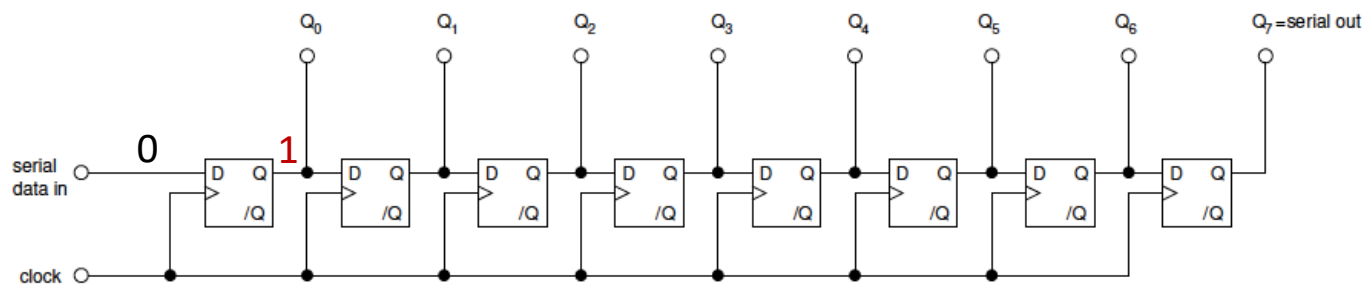 Q0 Q1 Q2 Q3 Q4 Q5 Q6 Q7=serial out
0 1
serial data in
D Q D Q D Q D Q D Q D Q D Q D Q
/Q /Q /Q /Q /Q /Q /Q /Q
clock